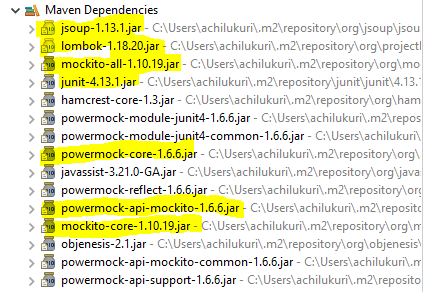 Maven Dependencies
jsoup-1.13.1.jar - C:\Users\achilukuri\.m2\repository\org\jsoup\jsou
lombok-1.18.20.jar - C:\Users\achilukuri\.m2\repository\org\project
mockito-all-1.10.19.jar - C:\Users\achilukuri\.m2\repository\org\mo
junit-4.13.1.jar - C:\Users\achilukuri\.m2\repository\junit\junit\4.13.
hamcrest-core-1.3.jar - C:\Users\achilukuri\.m2\repository\org\ham
powermock-module-junit4-1.6.6.jar - C:\Users\achilukuri\.m2\repo
powermock-module-junit4-common-1.6.6.jar - C:\Users\achilukuri\
powermock-core-1.6.6.jar - C:\Users\achilukuri\.m2\repository\org\
javassist-3.21.0-GA.jar - C:\Users\achilukuri\.m2\repository\org\java
powermock-reflect-1.6.6.jar - C:\Users\achilukuri\.m2\repository\or
powermock-api-mockito-1.6.6.jar - C:\Users\achilukuri\.m2\reposito
mockito-core-1.10.19.jar - C:\Users\achilukuri\.m2\repository\org\m
objenesis-2.1.jar - C:\Users\achilukuri\.m2\repository\org\objenesis
powermock-api-mockito-common-1.6.6.jar - C:\Users\achilukuri\.m
powermock-api-support-1.6.6.jar - C:\Users\achilukuri\.m2\reposito